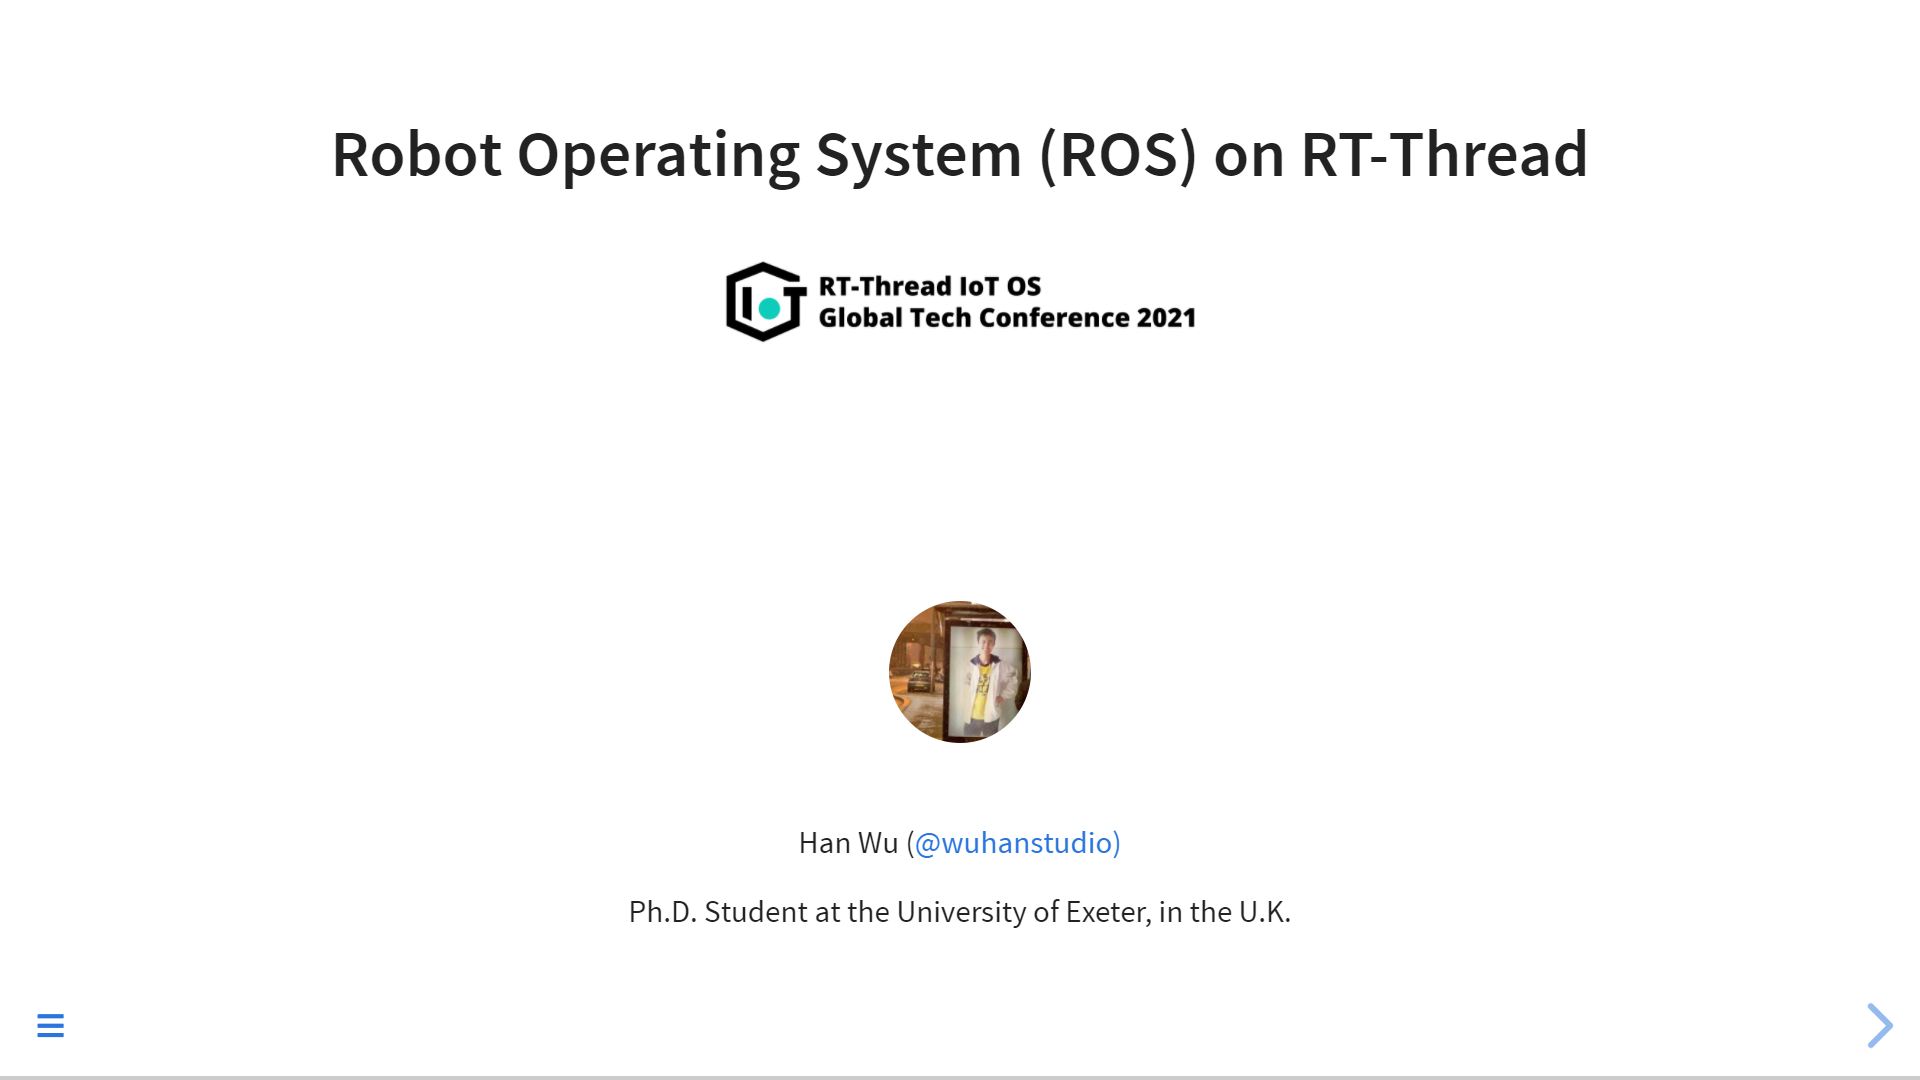 Robot Operating System (ROS) on RT-Thread
IoT
RT-Thread IoT OS
Global Tech Conference 2021
Han Wu (@wuhanstudio)
Ph.D. Student at the University of Exeter, in the U.K.